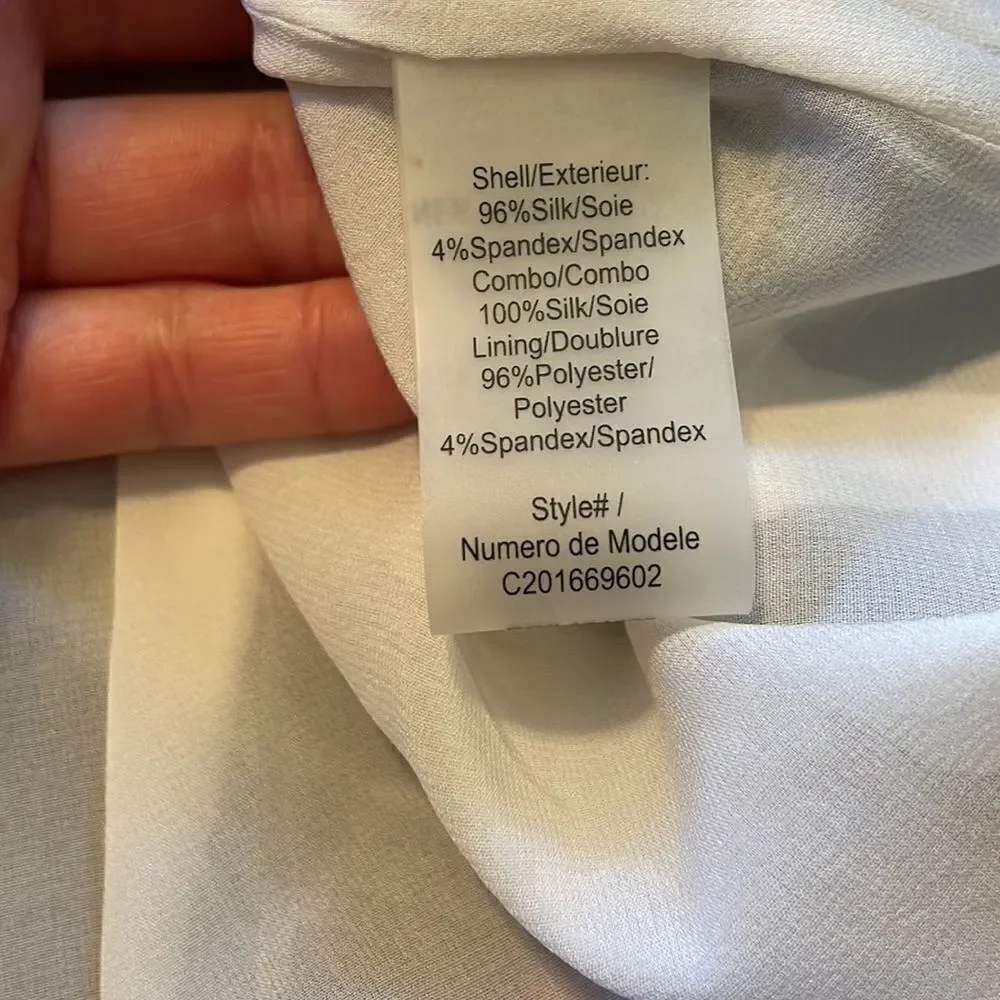 Shell/Exterieur:
96%Silk/Soie
4%Spandex/Spandex
Combo/Combo
100%Silk/Soie
Lining/Doublure
96%Polyester/
Polyester
4%Spandex/Spandex
Style# /
Numero de Modele
C201669602